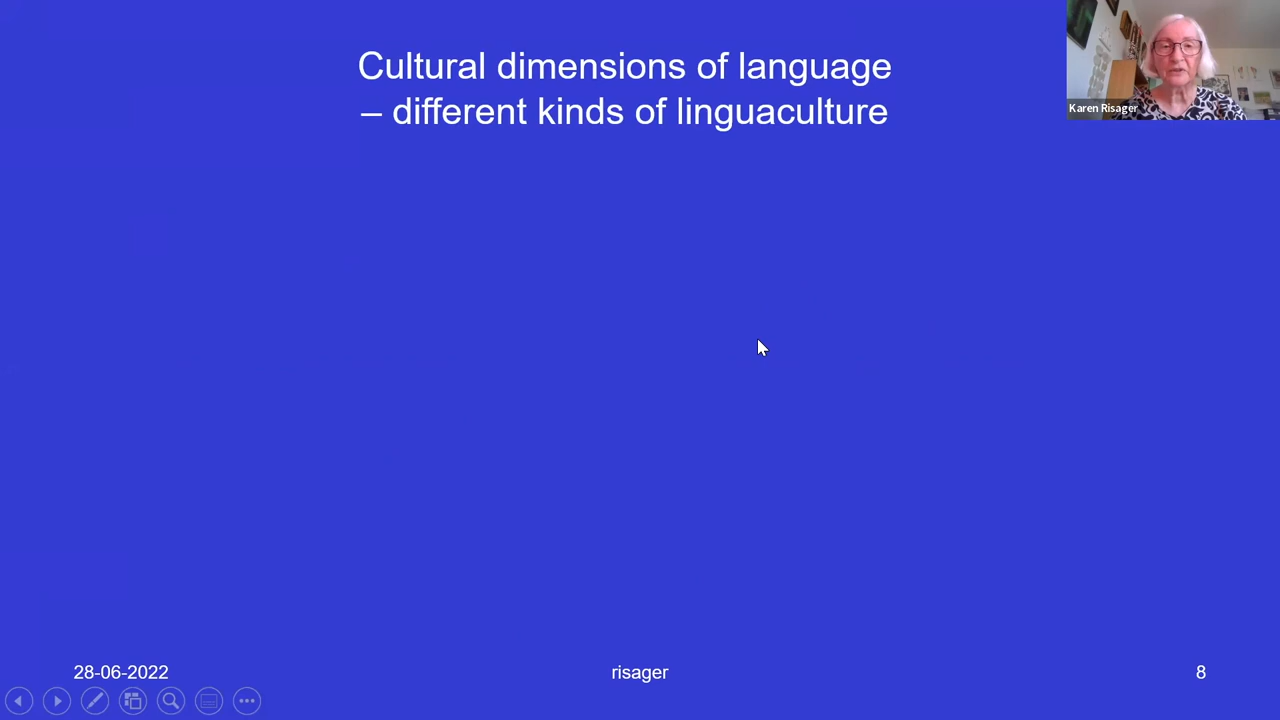 Cultural dimensions of language
– different kinds of linguaculture
Karen Risager
28-06-2022
risager
8